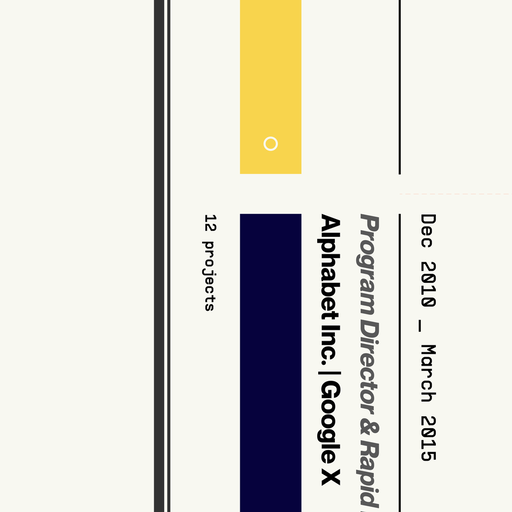 Dec 2010 _ March 2015
Program Director & Rapid
Alphabet Inc. | Google X
12 projects